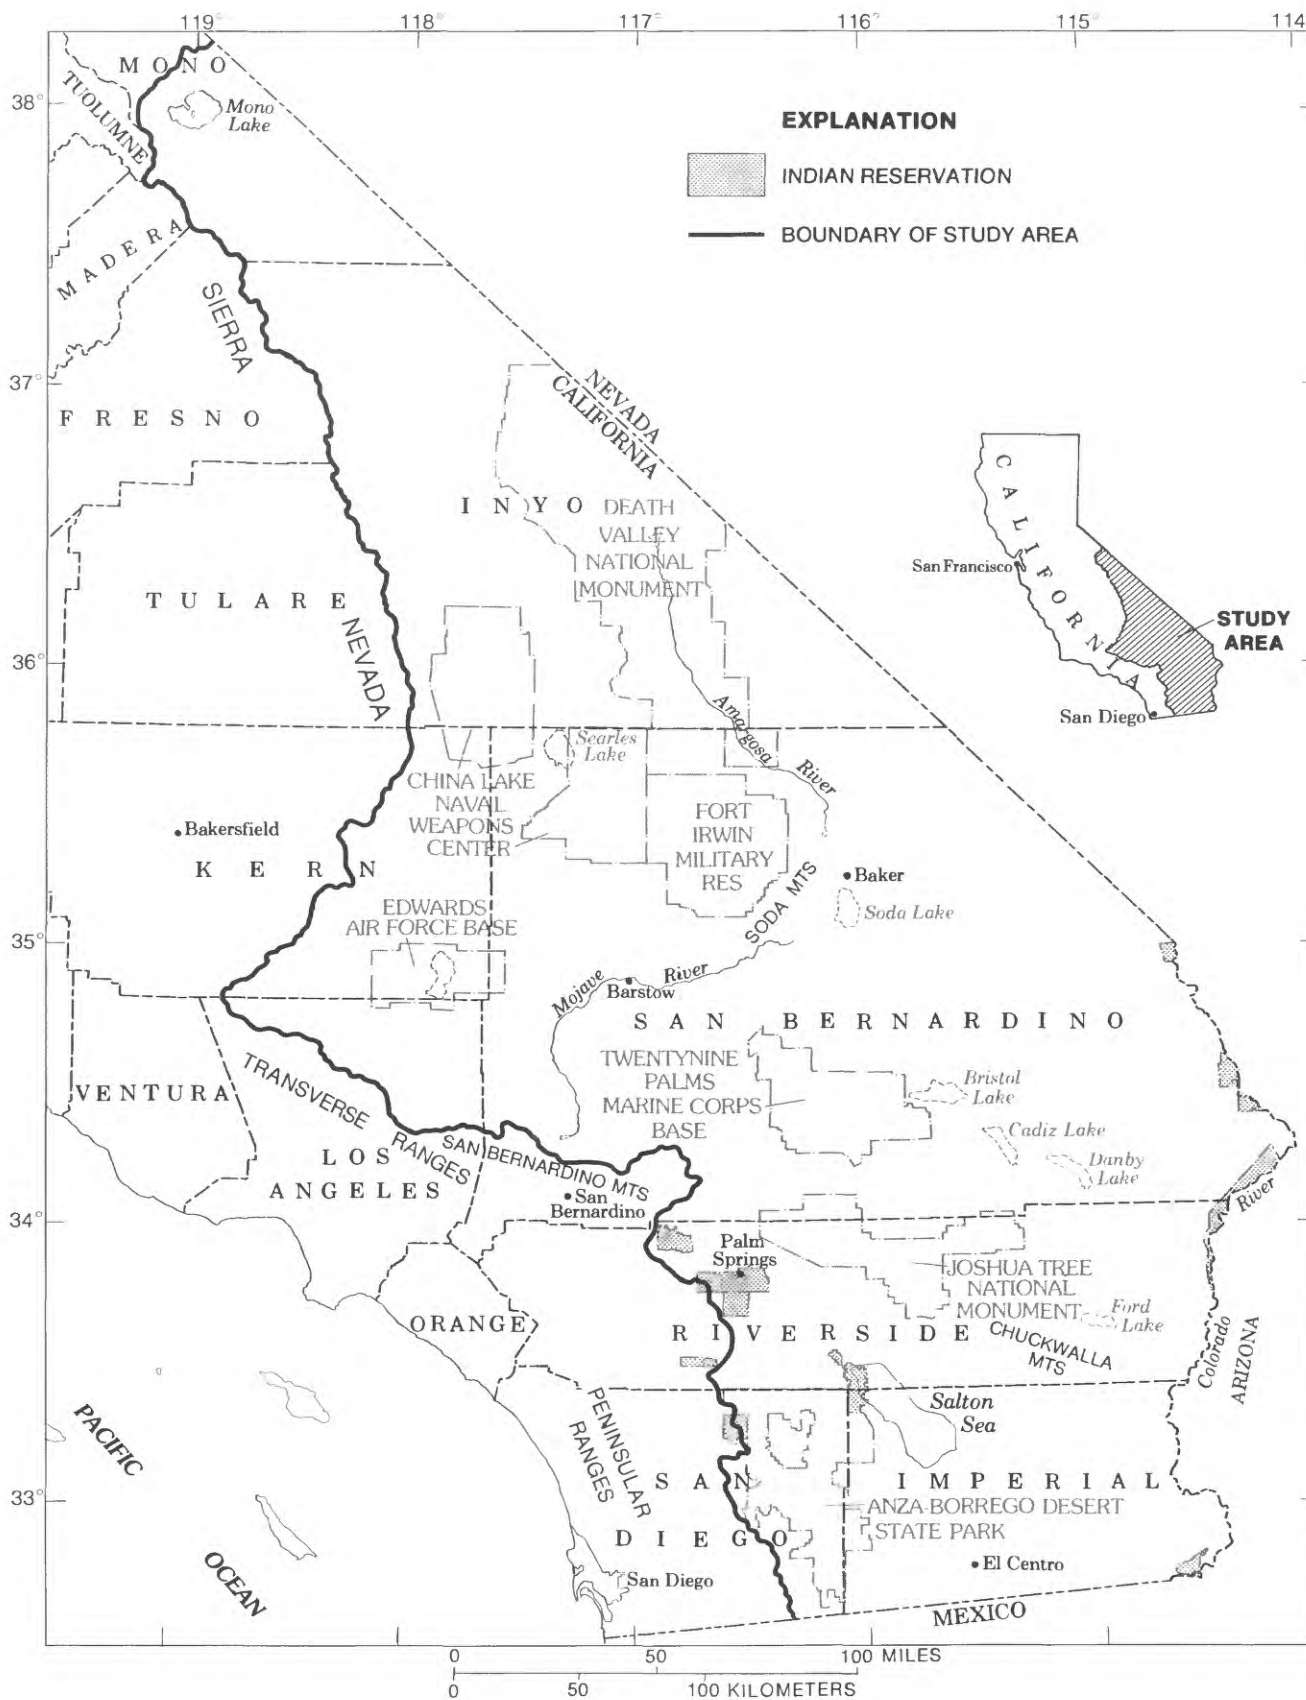 119° 118° 117° 116° 115° 114
38°
37°
36°
35°
34°
33°
EXPLANATION
INDIAN RESERVATION
BOUNDARY OF STUDY AREA
MONO
TUOLUMNE
Mono
Lake
MADERA
SIERRA
NEVADA
CALIFORNIA
FRESNO
INYO
DEATH
VALLEY
NATIONAL
MONUMENT
CALIFORNIA
San Francisco
STUDY
AREA
San Diego
TULARE
NEVADA
Amargosa
River
Searles
Lake
CHINA LAKE
NAVAL
WEAPONS
CENTER
FORT
IRWIN
MILITARY
RES
Bakersfield
KERN
SODA MTS
Baker
Soda Lake
EDWARDS
AIR FORCE BASE
Mojave
River
Barstow
SAN BERNARDINO
TWENTYNINE
PALMS
MARINE CORPS
BASE
Bristol
Lake
Cadiz Lake
Danby
Lake
VENTURA
TRANSVERSE
RANGES
LOS
ANGELES
SAN BERNARDINO MTS
San
Bernardino
River
Palm
Springs
JOSHUA TREE
NATIONAL
MONUMENT
Ford
Lake
ORANGE
RIVERSIDE
CHUCKWALLA
MTS
Colorado
ARIZONA
PENINSULAR
RANGES
Salton
Sea
PACIFIC
OCEAN
SAN
DIEGO
IMPERIAL
ANZA-BORREGO DESERT
STATE PARK
El Centro
San Diego
MEXICO
0 50 100 MILES
0 50 100 KILOMETERS